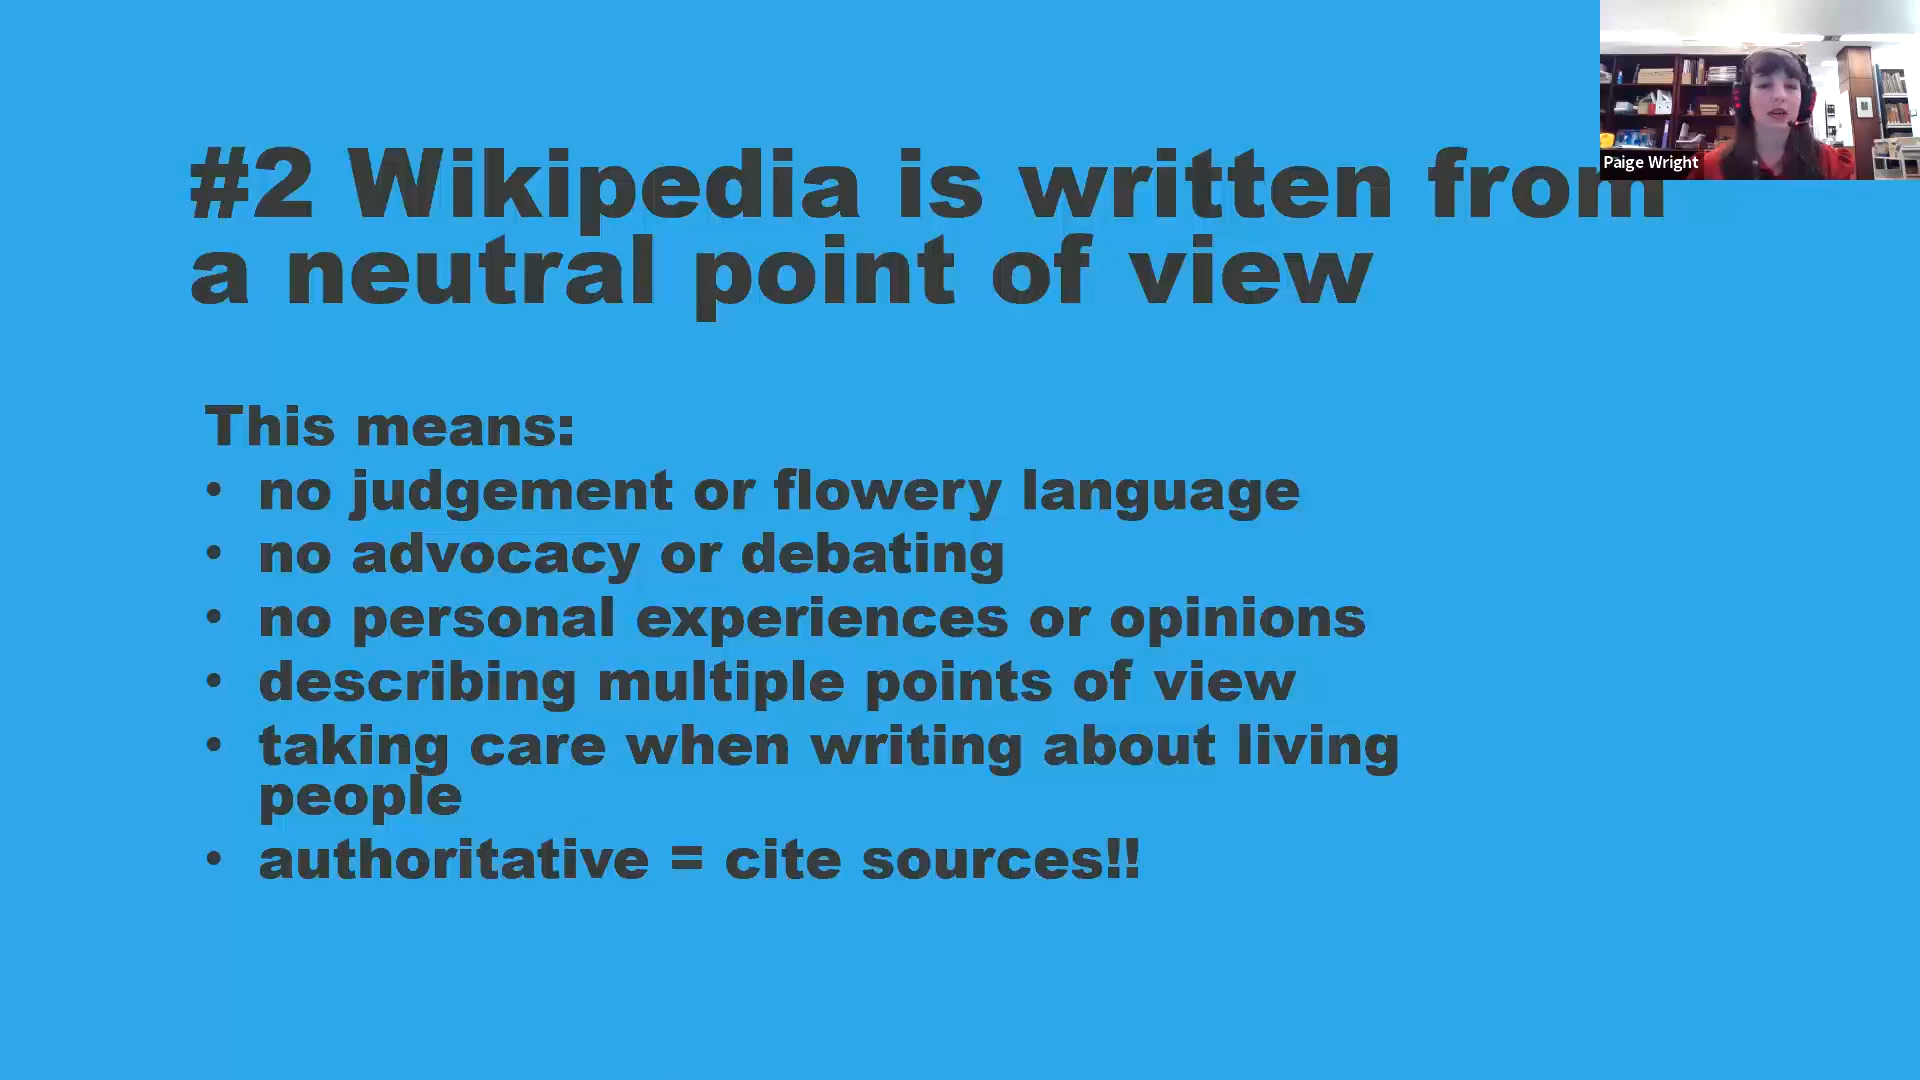 #2 Wikipedia is written from
a neutral point of view
Paige Wright
This means:
• no judgement or flowery language
• no advocacy or debating
• no personal experiences or opinions
• describing multiple points of view
• taking care when writing about living
people
• authoritative = cite sources!!